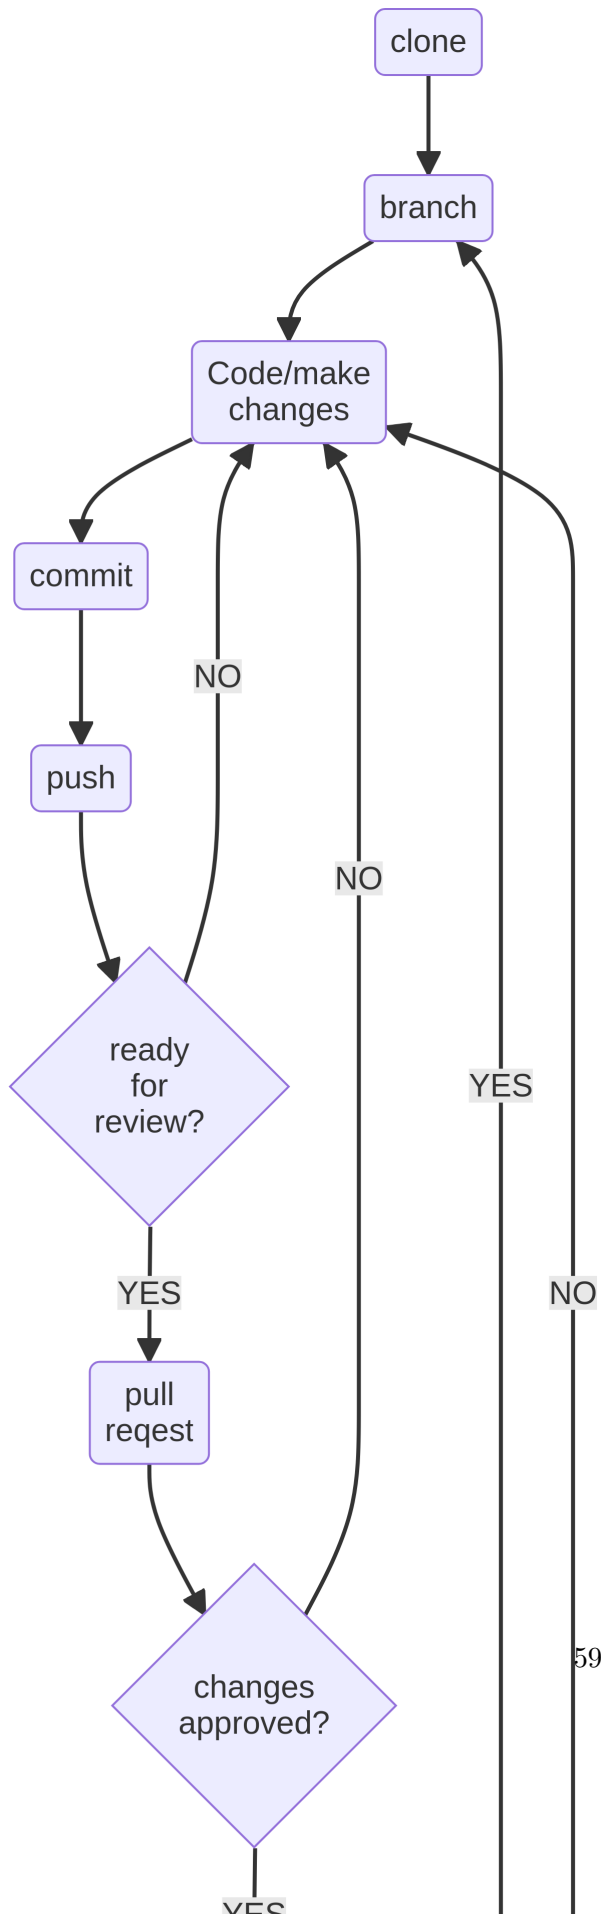 clone
branch
Code/make
changes
commit
NO
push
NO
ready
for
review?
YES
YES
NO
pull
reqest
59
changes
approved?
YES